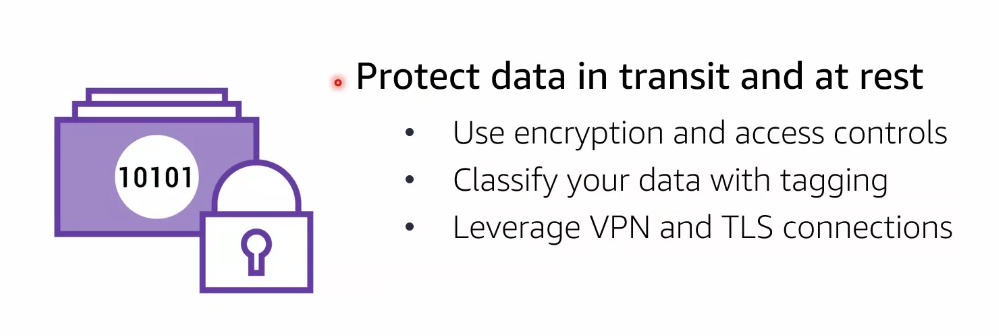 Protect data in transit and at rest
• Use encryption and access controls
• Classify your data with tagging
• Leverage VPN and TLS connections
10101